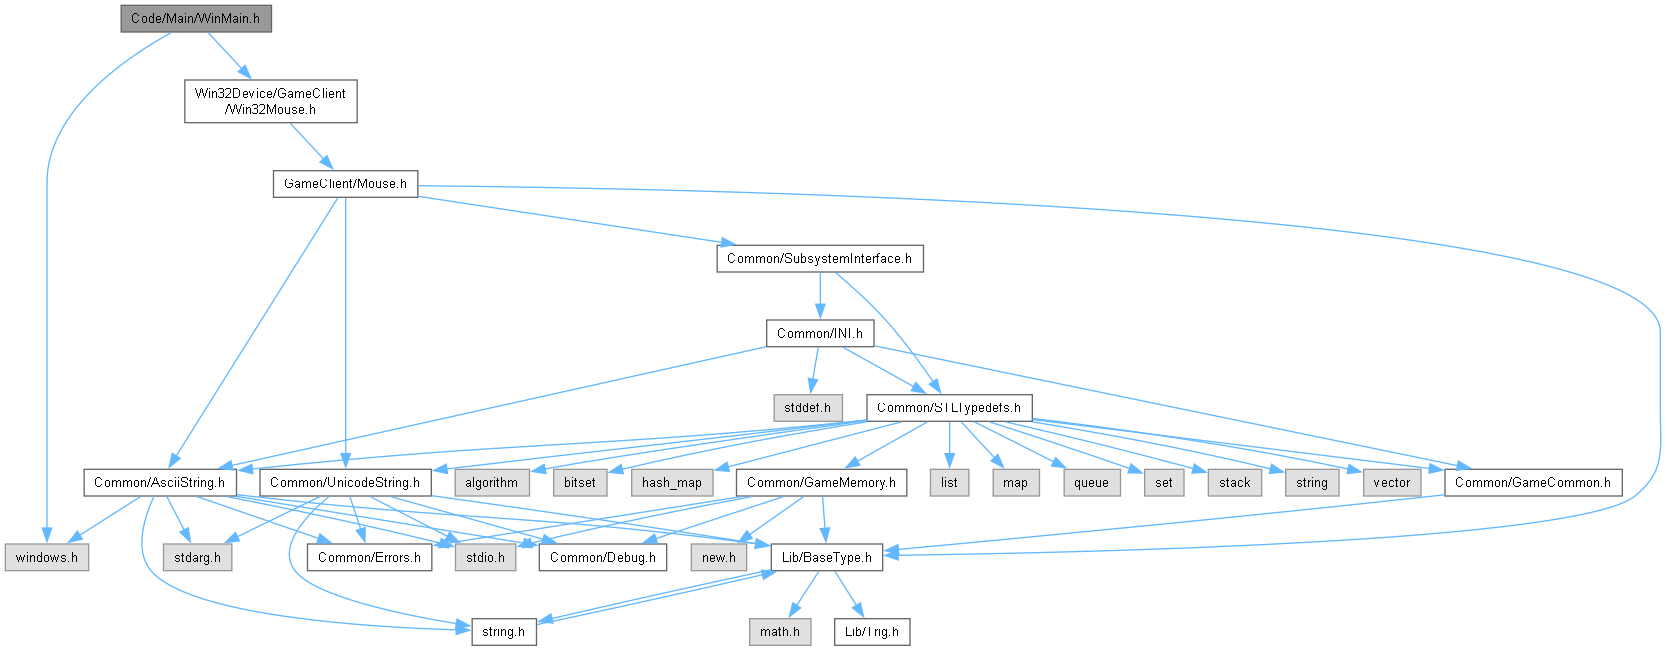 Code/Main/WinMain.h
Win32Device/GameClient
/Win32Mouse.h
GameClient/Mouse.h
Common/SubsystemInterface.h
Common/INI.h
stddef.h
Common/STLTypedefs.h
Common/AsciiString.h
Common/UnicodeString.h
algorithm
bitset
hash_map
Common/GameMemory.h
list
map
queue
set
stack
string
vector
Common/GameCommon.h
windows.h
stdarg.h
Common/Errors.h
stdio.h
Common/Debug.h
new.h
Lib/BaseType.h
string.h
math.h
Lib/Trig.h